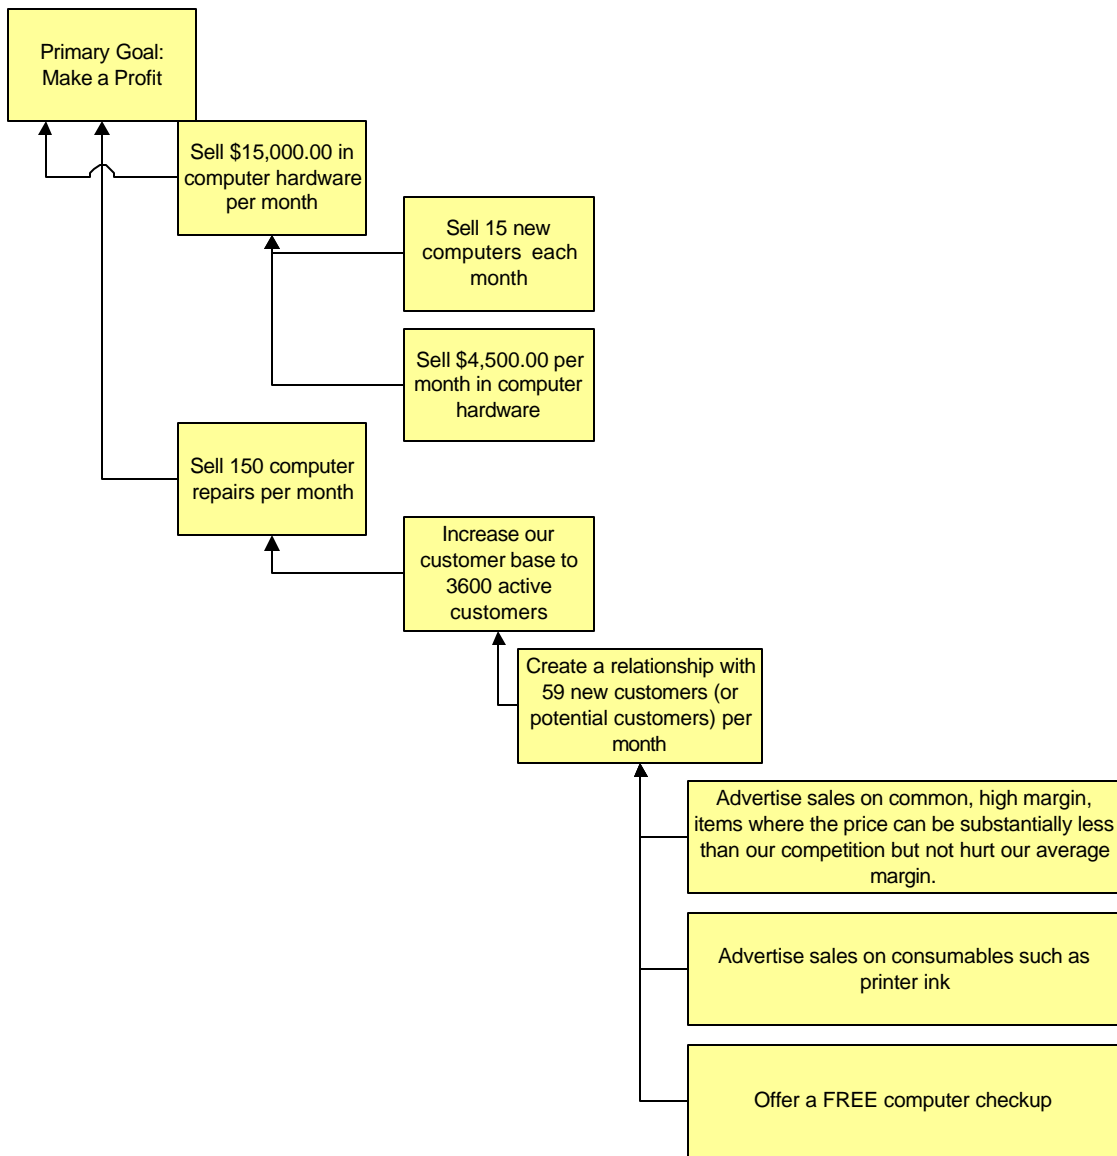 Primary Goal:
Make a Profit
Sell $15,000.00 in
computer hardware
per month
Sell 15 new
computers each
month
Sell $4,500.00 per
month in computer
hardware
Sell 150 computer
repairs per month
Increase our
customer base to
3600 active
customers
Create a relationship with
59 new customers (or
potential customers) per
month
Advertise sales on common, high margin,
items where the price can be substantially less
than our competition but not hurt our average
margin.
Advertise sales on consumables such as
printer ink
Offer a FREE computer checkup